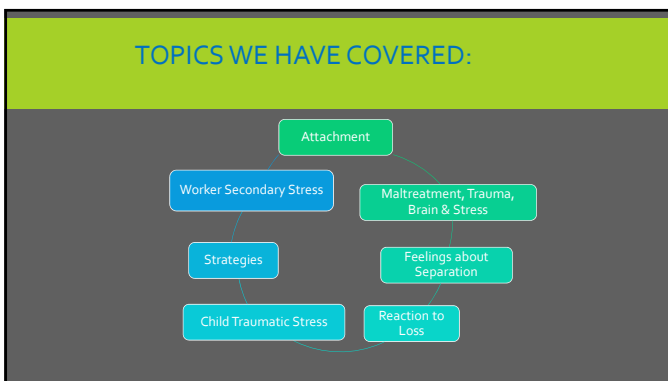 TOPICS WE HAVE COVERED:
Attachment
Maltreatment, Trauma,
Brain & Stress
Feelings about
Separation
Reaction to
Loss
Child Traumatic Stress
Strategies
Worker Secondary Stress